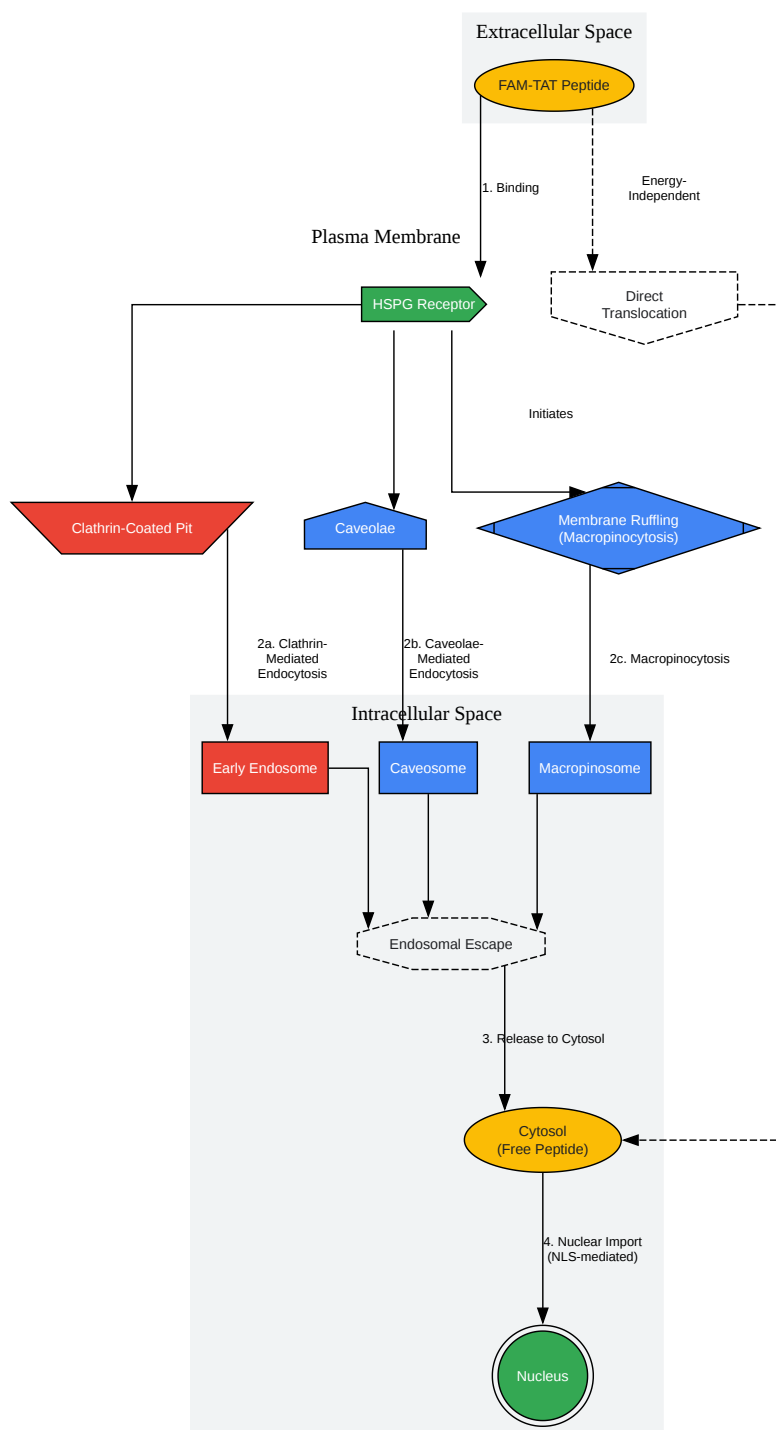 Extracellular Space
FAM-TAT Peptide
1. Binding
Energy-
Independent
Plasma Membrane
HSPG Receptor
Direct
Translocation
Initiates
Clathrin-Coated Pit
Caveolae
Membrane Ruffling
(Macropinocytosis)
2a. Clathrin-
Mediated
Endocytosis
2b. Caveolae-
Mediated
Endocytosis
2c. Macropinocytosis
Intracellular Space
Early Endosome
Caveosome
Macropinosome
Endosomal Escape
3. Release to Cytosol
Cytosol
(Free Peptide)
4. Nuclear Import
(NLS-mediated)
Nucleus